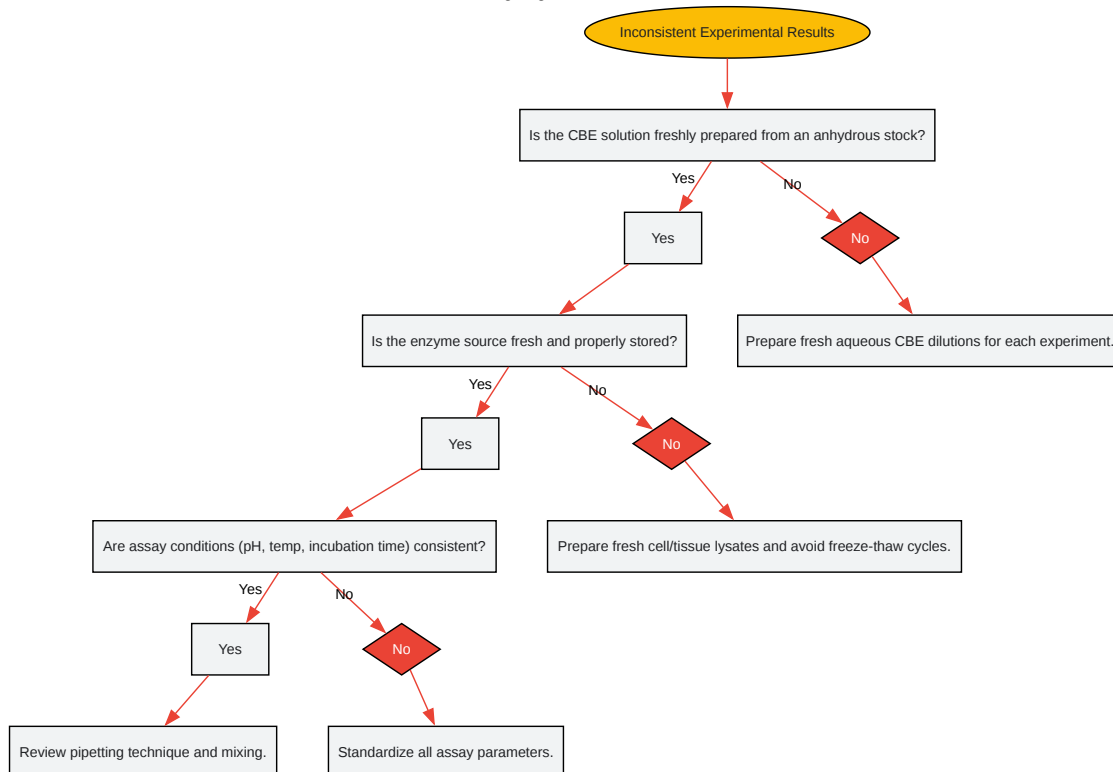 Inconsistent Experimental Results
Is the CBE solution freshly prepared from an anhydrous stock?
Yes
No
Yes
No
Is the enzyme source fresh and properly stored?
Prepare fresh aqueous CBE dilutions for each experiment.
Yes
No
Yes
No
Are assay conditions (pH, temp, incubation time) consistent?
Prepare fresh cell/tissue lysates and avoid freeze-thaw cycles.
Yes
No
Yes
No
Review pipetting technique and mixing.
Standardize all assay parameters.